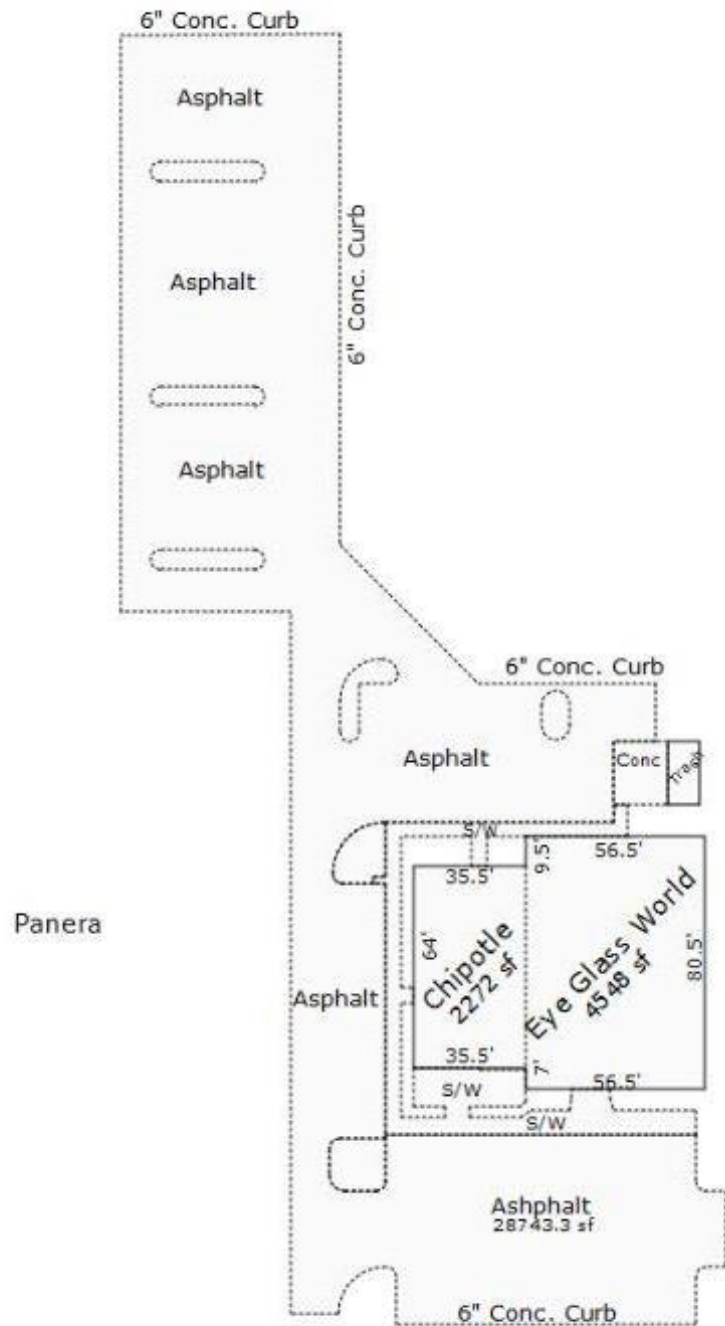 6" Conc. Curb
Asphalt
6" Conc. Curb
Asphalt
Asphalt
6" Conc. Curb
Asphalt
Conc
Trash
S/W
9.5'
56.5'
35.5'
Panera
64'
Chipotle
2272 sf
Eye Glass World
4548 sf
80.5'
Asphalt
35.5'
7'
56.5'
S/W
S/W
Ashphalt
28743.3 sf
6" Conc. Curb